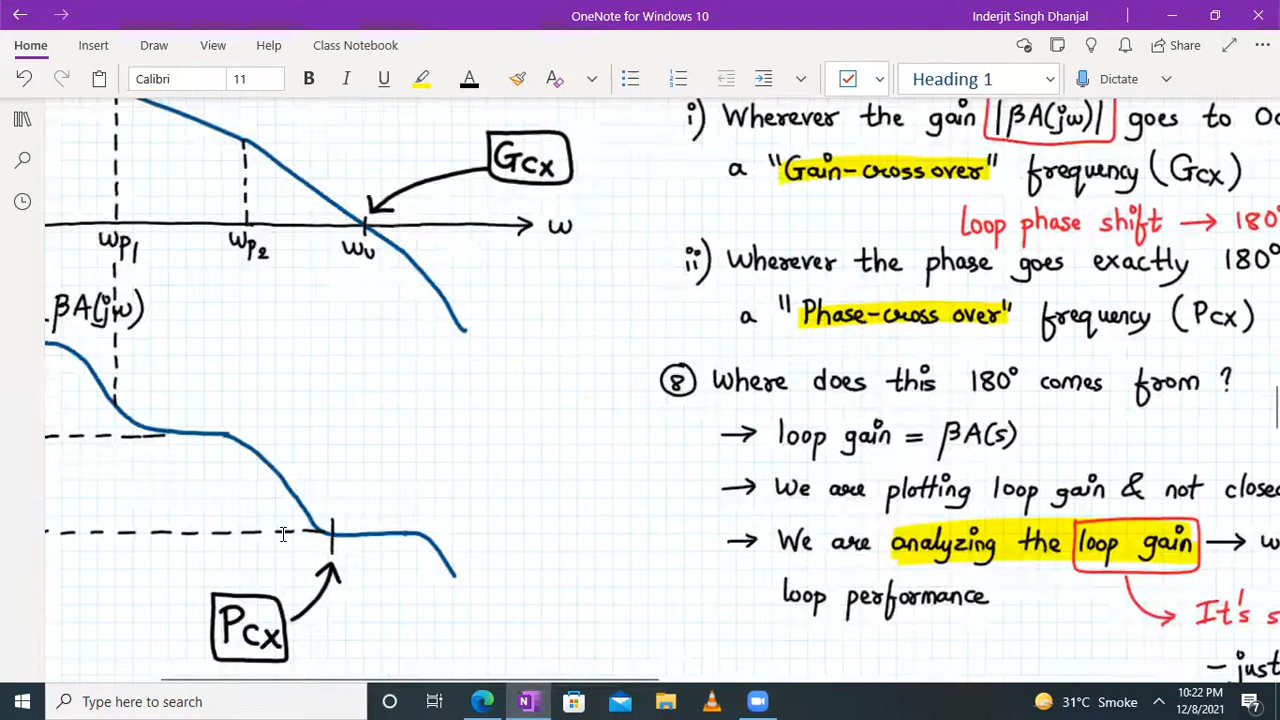 OneNote for Windows 10
Inderjit Singh Dhanjal
Home Insert Draw View Help Class Notebook
Share
Calibri 11 B I U A Heading 1 Dictate
i) Wherever the gain |βA(jω)| goes to 0
a "Gain-cross over" frequency (GCX)
loop phase shift → 180°
ii) Wherever the phase goes exactly 180°
a "Phase-cross over" frequency (PCX)
⑧ Where does this 180° comes from ?
→ loop gain = βA(s)
→ We are plotting loop gain & not close
→ We are analyzing the loop gain →
loop performance
It's s
- just
GCX
ω
ωp1 ωp2 ωu
βA(jω)
PCX
Type here to search
31°C Smoke
10:22 PM
12/8/2021
7